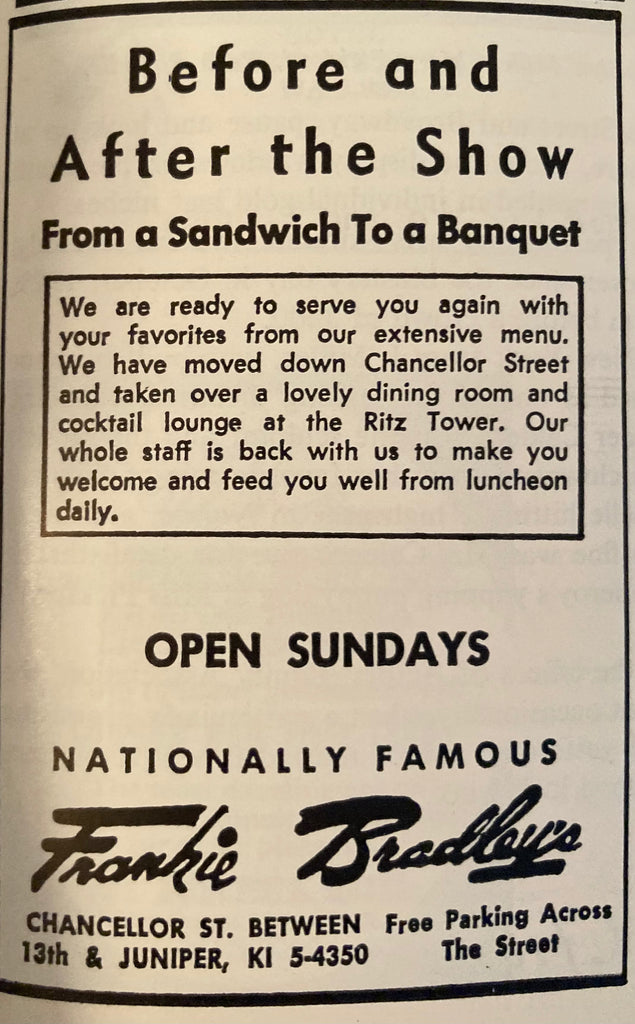 Before and
After the Show
From a Sandwich To a Banquet
We are ready to serve you again with
your favorites from our extensive menu.
We have moved down Chancellor Street
and taken over a lovely dining room and
cocktail lounge at the Ritz Tower. Our
whole staff is back with us to make you
welcome and feed you well from luncheon
daily.
OPEN SUNDAYS
NATIONALLY FAMOUS
Frankie Bradley's
CHANCELLOR ST. BETWEEN
13th & JUNIPER, KI 5-4350
Free Parking Across
The Street